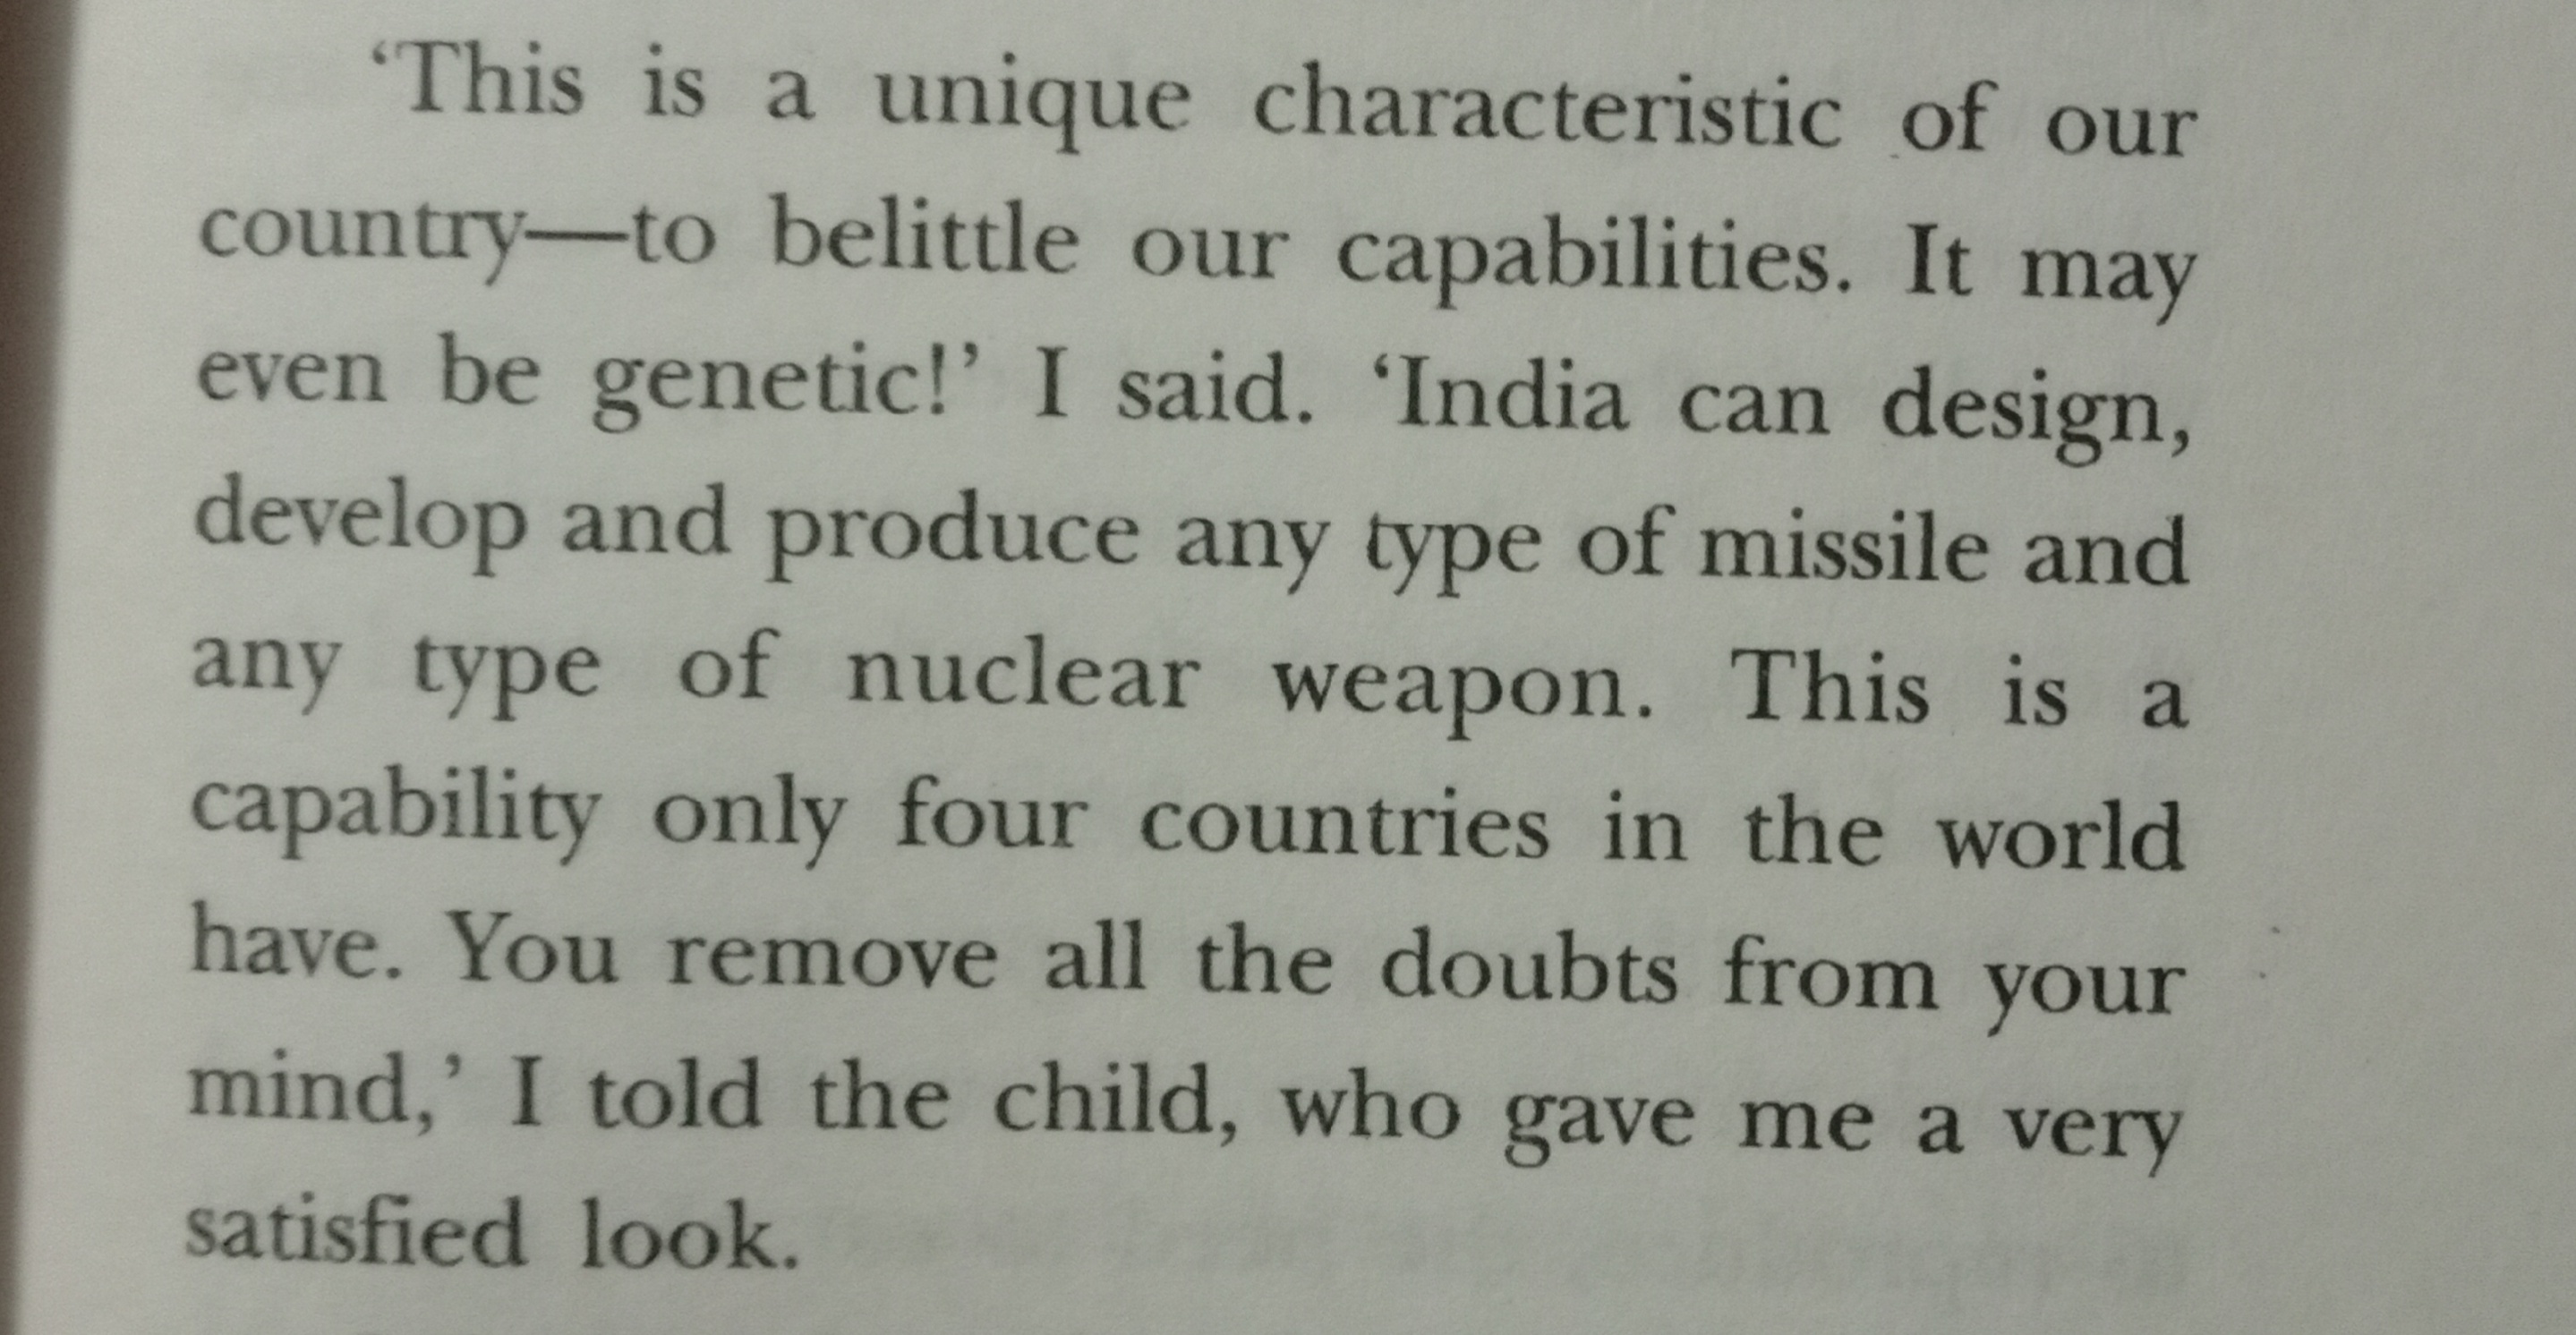 ‘This is a unique characteristic of our
country—to belittle our capabilities. It may
even be genetic!’ I said. ‘India can design,
develop and produce any type of missile and
any type of nuclear weapon. This is a
capability only four countries in the world
have. You remove all the doubts from your
mind,’ I told the child, who gave me a very
satisfied look.